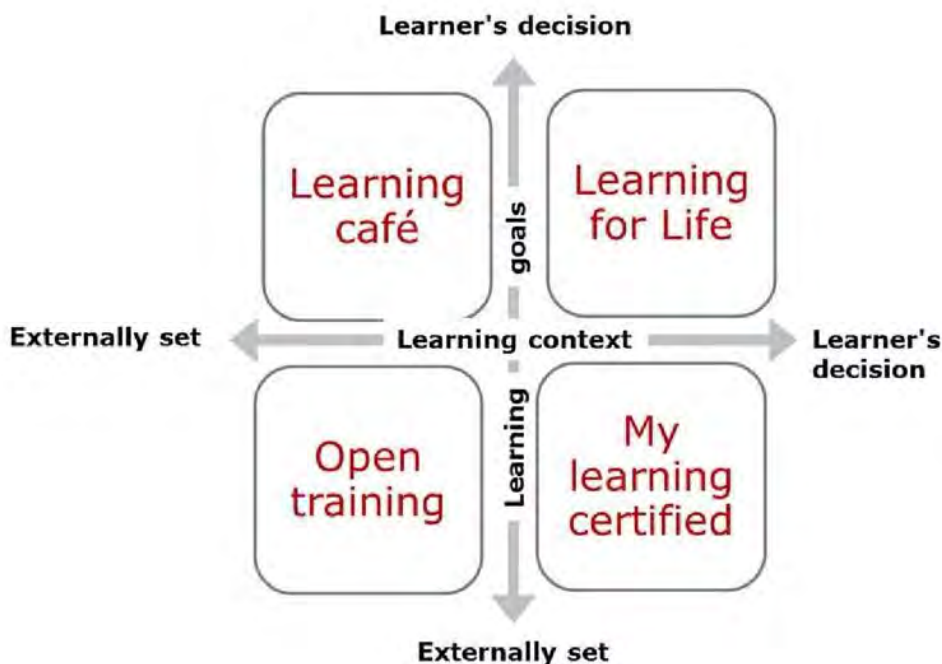 Learner's decision
Learning
café
Learning
for Life
goals
Externally set
Learning context
Learner's
decision
Learning
Open
training
My
learning
certified
Externally set